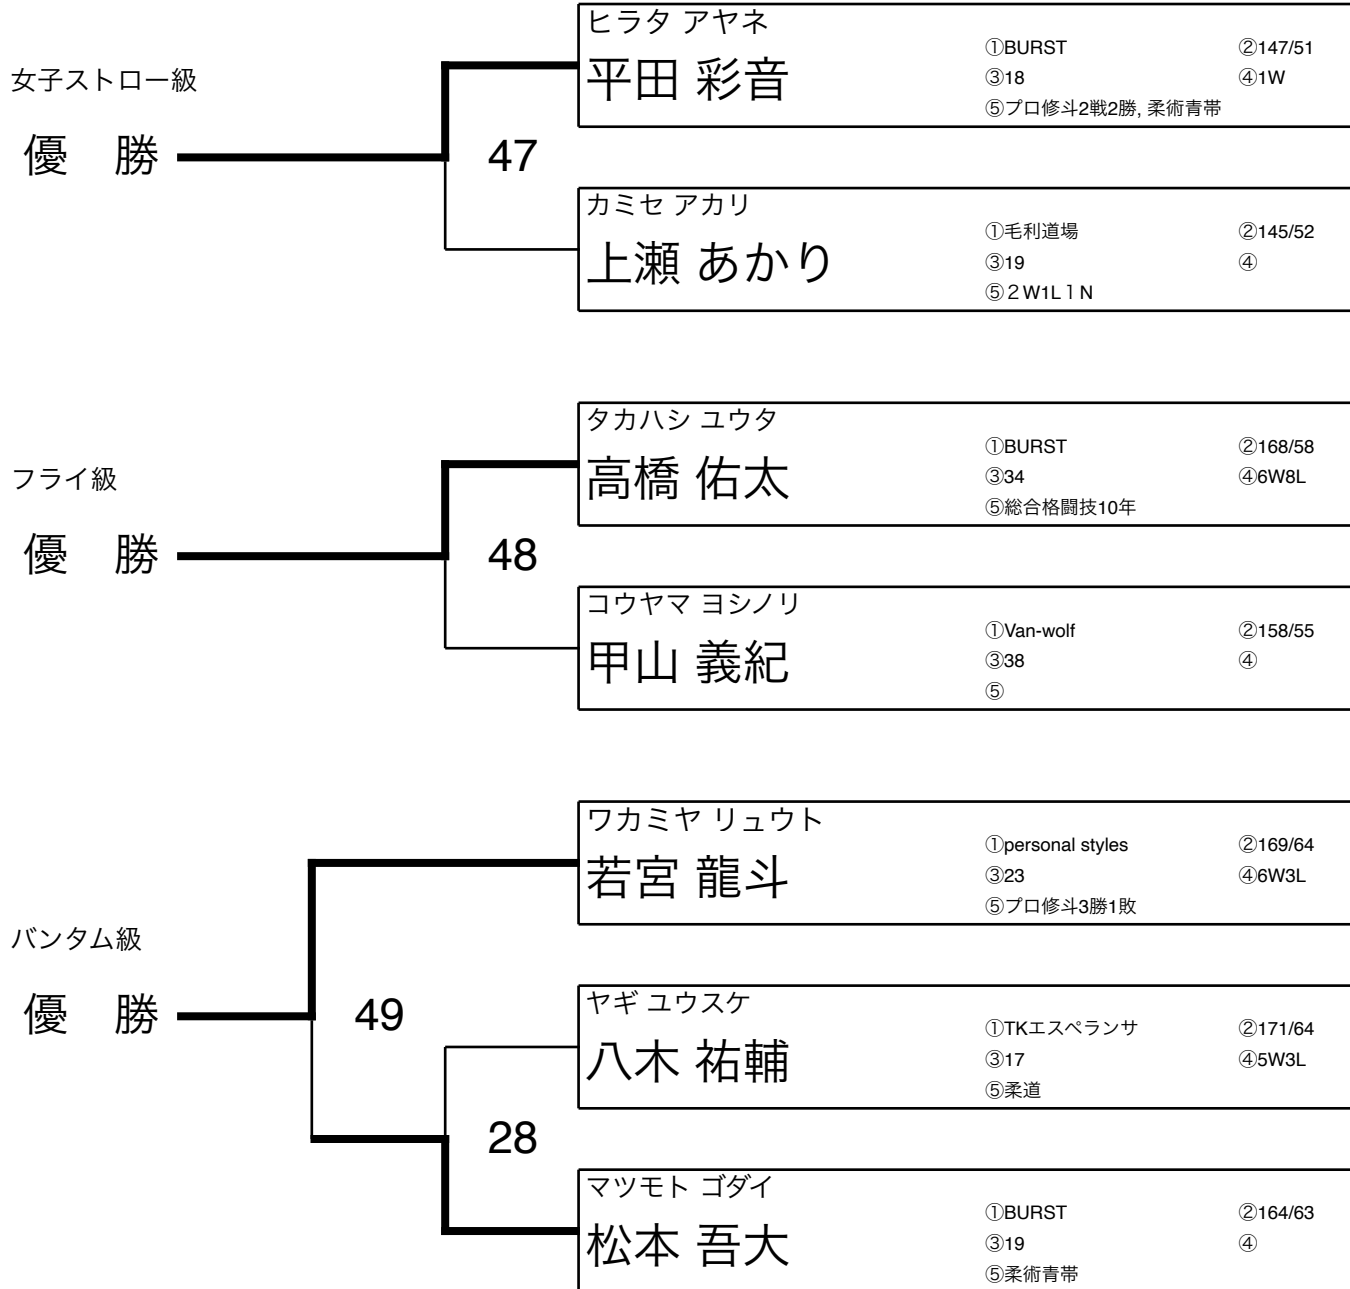 女子ストロー級
優 勝
47
ヒラタ アヤネ
平田 彩音
①BURST ②147/51
③18 ④1W
⑤プロ修斗2戦2勝, 柔術青帯
カミセ アカリ
上瀬 あかり
①毛利道場 ②145/52
③19 ④
⑤２W1L１N
フライ級
優 勝
48
タカハシ ユウタ
高橋 佑太
①BURST ②168/58
③34 ④6W8L
⑤総合格闘技10年
コウヤマ ヨシノリ
甲山 義紀
①Van-wolf ②158/55
③38 ④
⑤
バンタム級
優 勝
49
28
ワカミヤ リュウト
若宮 龍斗
①personal styles ②169/64
③23 ④6W3L
⑤プロ修斗3勝1敗
ヤギ ユウスケ
八木 祐輔
①TKエスペランサ ②171/64
③17 ④5W3L
⑤柔道
マツモト ゴダイ
松本 吾大
①BURST ②164/63
③19 ④
⑤柔術青帯